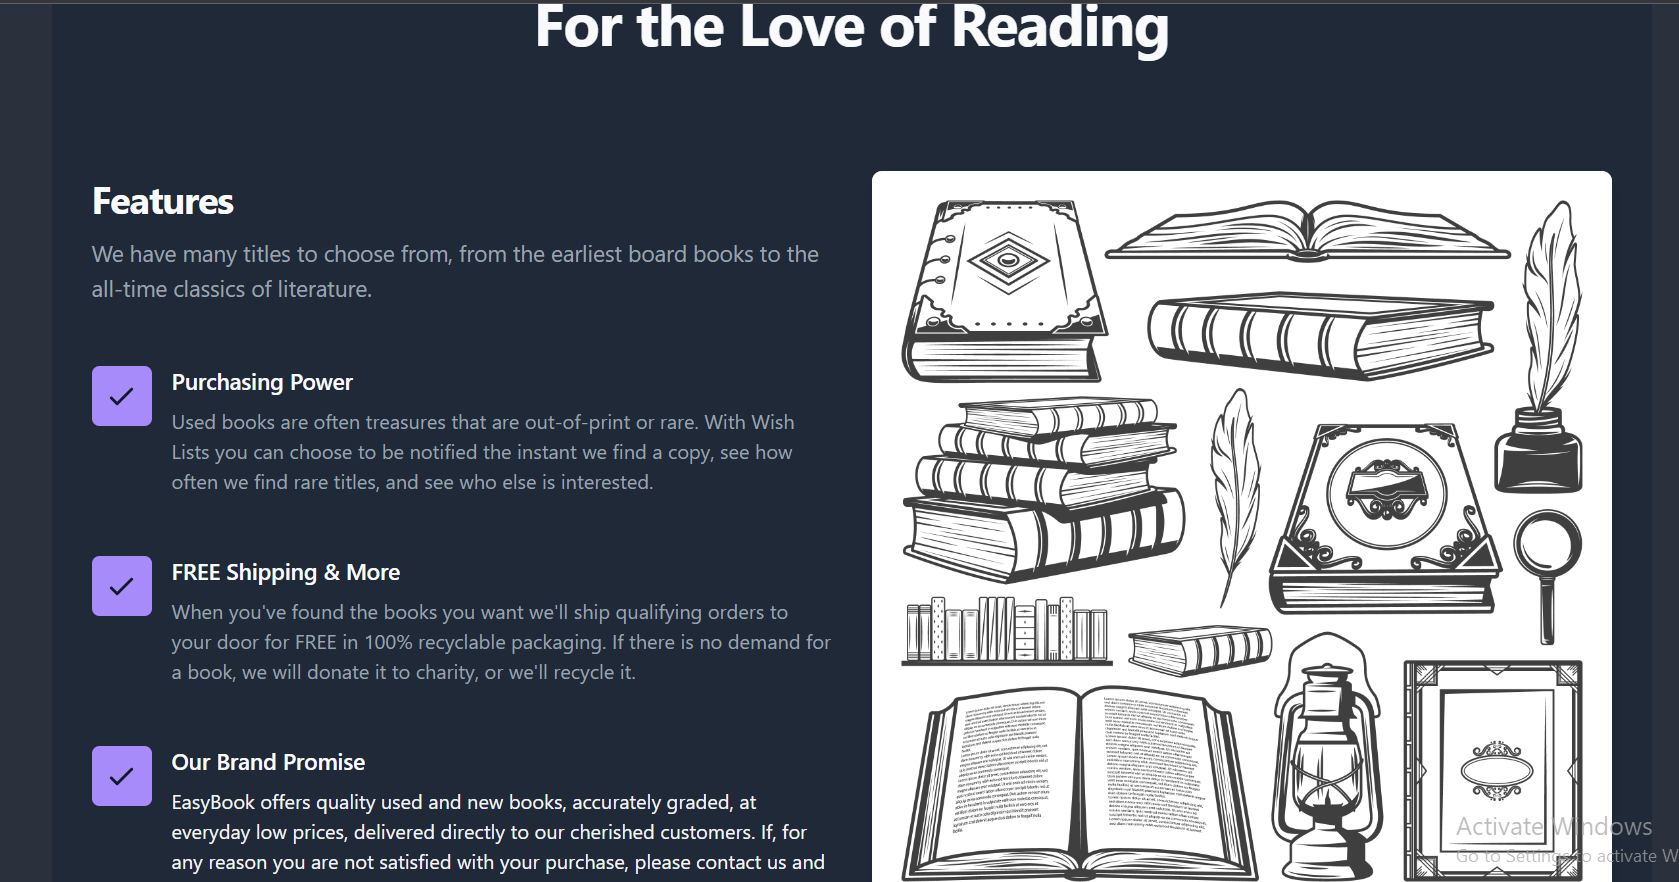 For the Love of Reading
Features
We have many titles to choose from, from the earliest board books to the
all-time classics of literature.
Purchasing Power
Used books are often treasures that are out-of-print or rare. With Wish
Lists you can choose to be notified the instant we find a copy, see how
often we find rare titles, and see who else is interested.
FREE Shipping & More
When you've found the books you want we'll ship qualifying orders to
your door for FREE in 100% recyclable packaging. If there is no demand for
a book, we will donate it to charity, or we'll recycle it.
Our Brand Promise
EasyBook offers quality used and new books, accurately graded, at
everyday low prices, delivered directly to our cherished customers. If, for
any reason you are not satisfied with your purchase, please contact us and
Activate Windows
Go to Settings to activate W